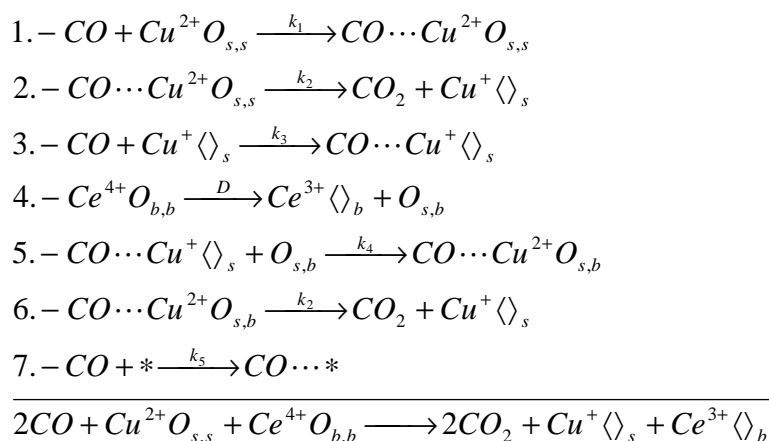 1.− CO + Cu²⁺O_{s,s} —k₁→ CO⋯Cu²⁺O_{s,s}
2.− CO⋯Cu²⁺O_{s,s} —k₂→ CO₂ + Cu⁺⟨⟩_s
3.− CO + Cu⁺⟨⟩_s —k₃→ CO⋯Cu⁺⟨⟩_s
4.− Ce⁴⁺O_{b,b} —D→ Ce³⁺⟨⟩_b + O_{s,b}
5.− CO⋯Cu⁺⟨⟩_s + O_{s,b} —k₄→ CO⋯Cu²⁺O_{s,b}
6.− CO⋯Cu²⁺O_{s,b} —k₂→ CO₂ + Cu⁺⟨⟩_s
7.− CO + * —k₅→ CO⋯*
2CO + Cu²⁺O_{s,s} + Ce⁴⁺O_{b,b} ⟶ 2CO₂ + Cu⁺⟨⟩_s + Ce³⁺⟨⟩_b